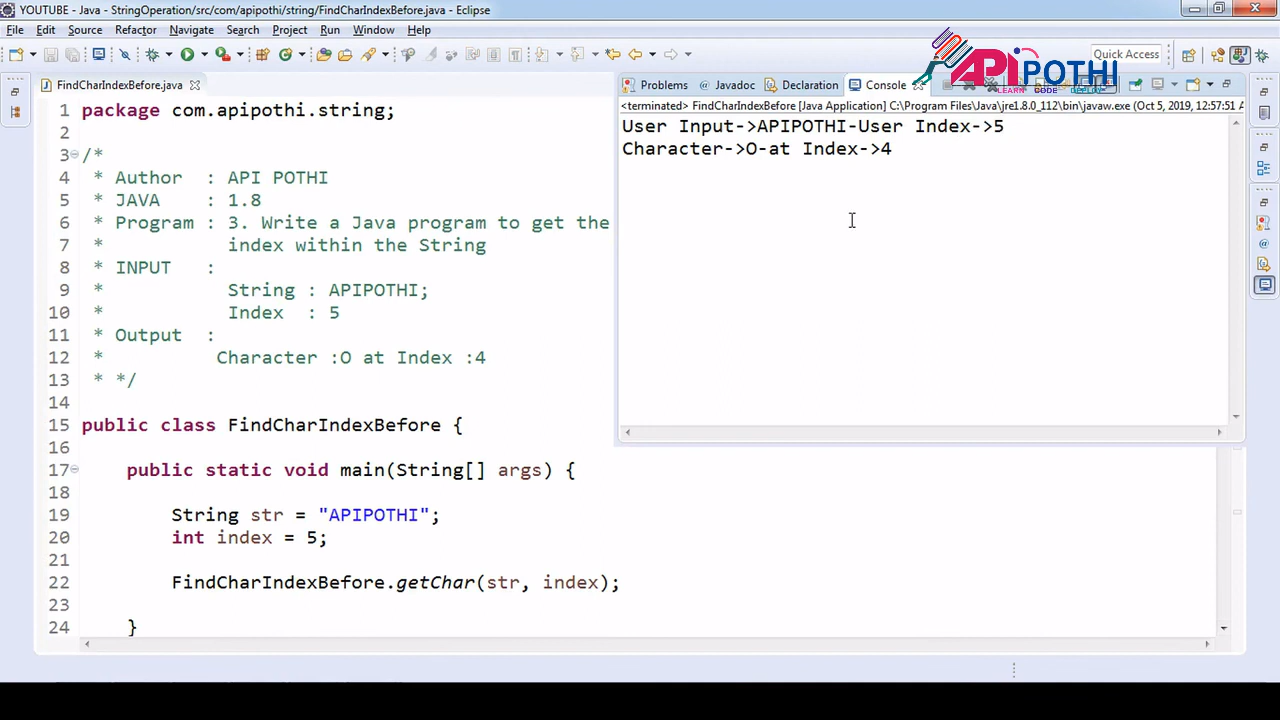 YOUTUBE - Java - StringOperation/src/com/apipothi/string/FindCharIndexBefore.java - Eclipse
File Edit Source Refactor Navigate Search Project Run Window Help
Quick Access
APIPOTHI
LEARN CODE DEPLOY
FindCharIndexBefore.java
1 package com.apipothi.string;
2
3 /*
4 * Author : API POTHI
5 * JAVA : 1.8
6 * Program : 3. Write a Java program to get the
7 * index within the String
8 * INPUT :
9 * String : APIPOTHI;
10 * Index : 5
11 * Output :
12 * Character :O at Index :4
13 * */
14
15 public class FindCharIndexBefore {
16
17 public static void main(String[] args) {
18
19 String str = "APIPOTHI";
20 int index = 5;
21
22 FindCharIndexBefore.getChar(str, index);
23
24 }
Problems Javadoc Declaration Console
<terminated> FindCharIndexBefore [Java Application] C:\Program Files\Java\jre1.8.0_112\bin\javaw.exe (Oct 5, 2019, 12:57:51 A
User Input->APIPOTHI-User Index->5
Character->O-at Index->4